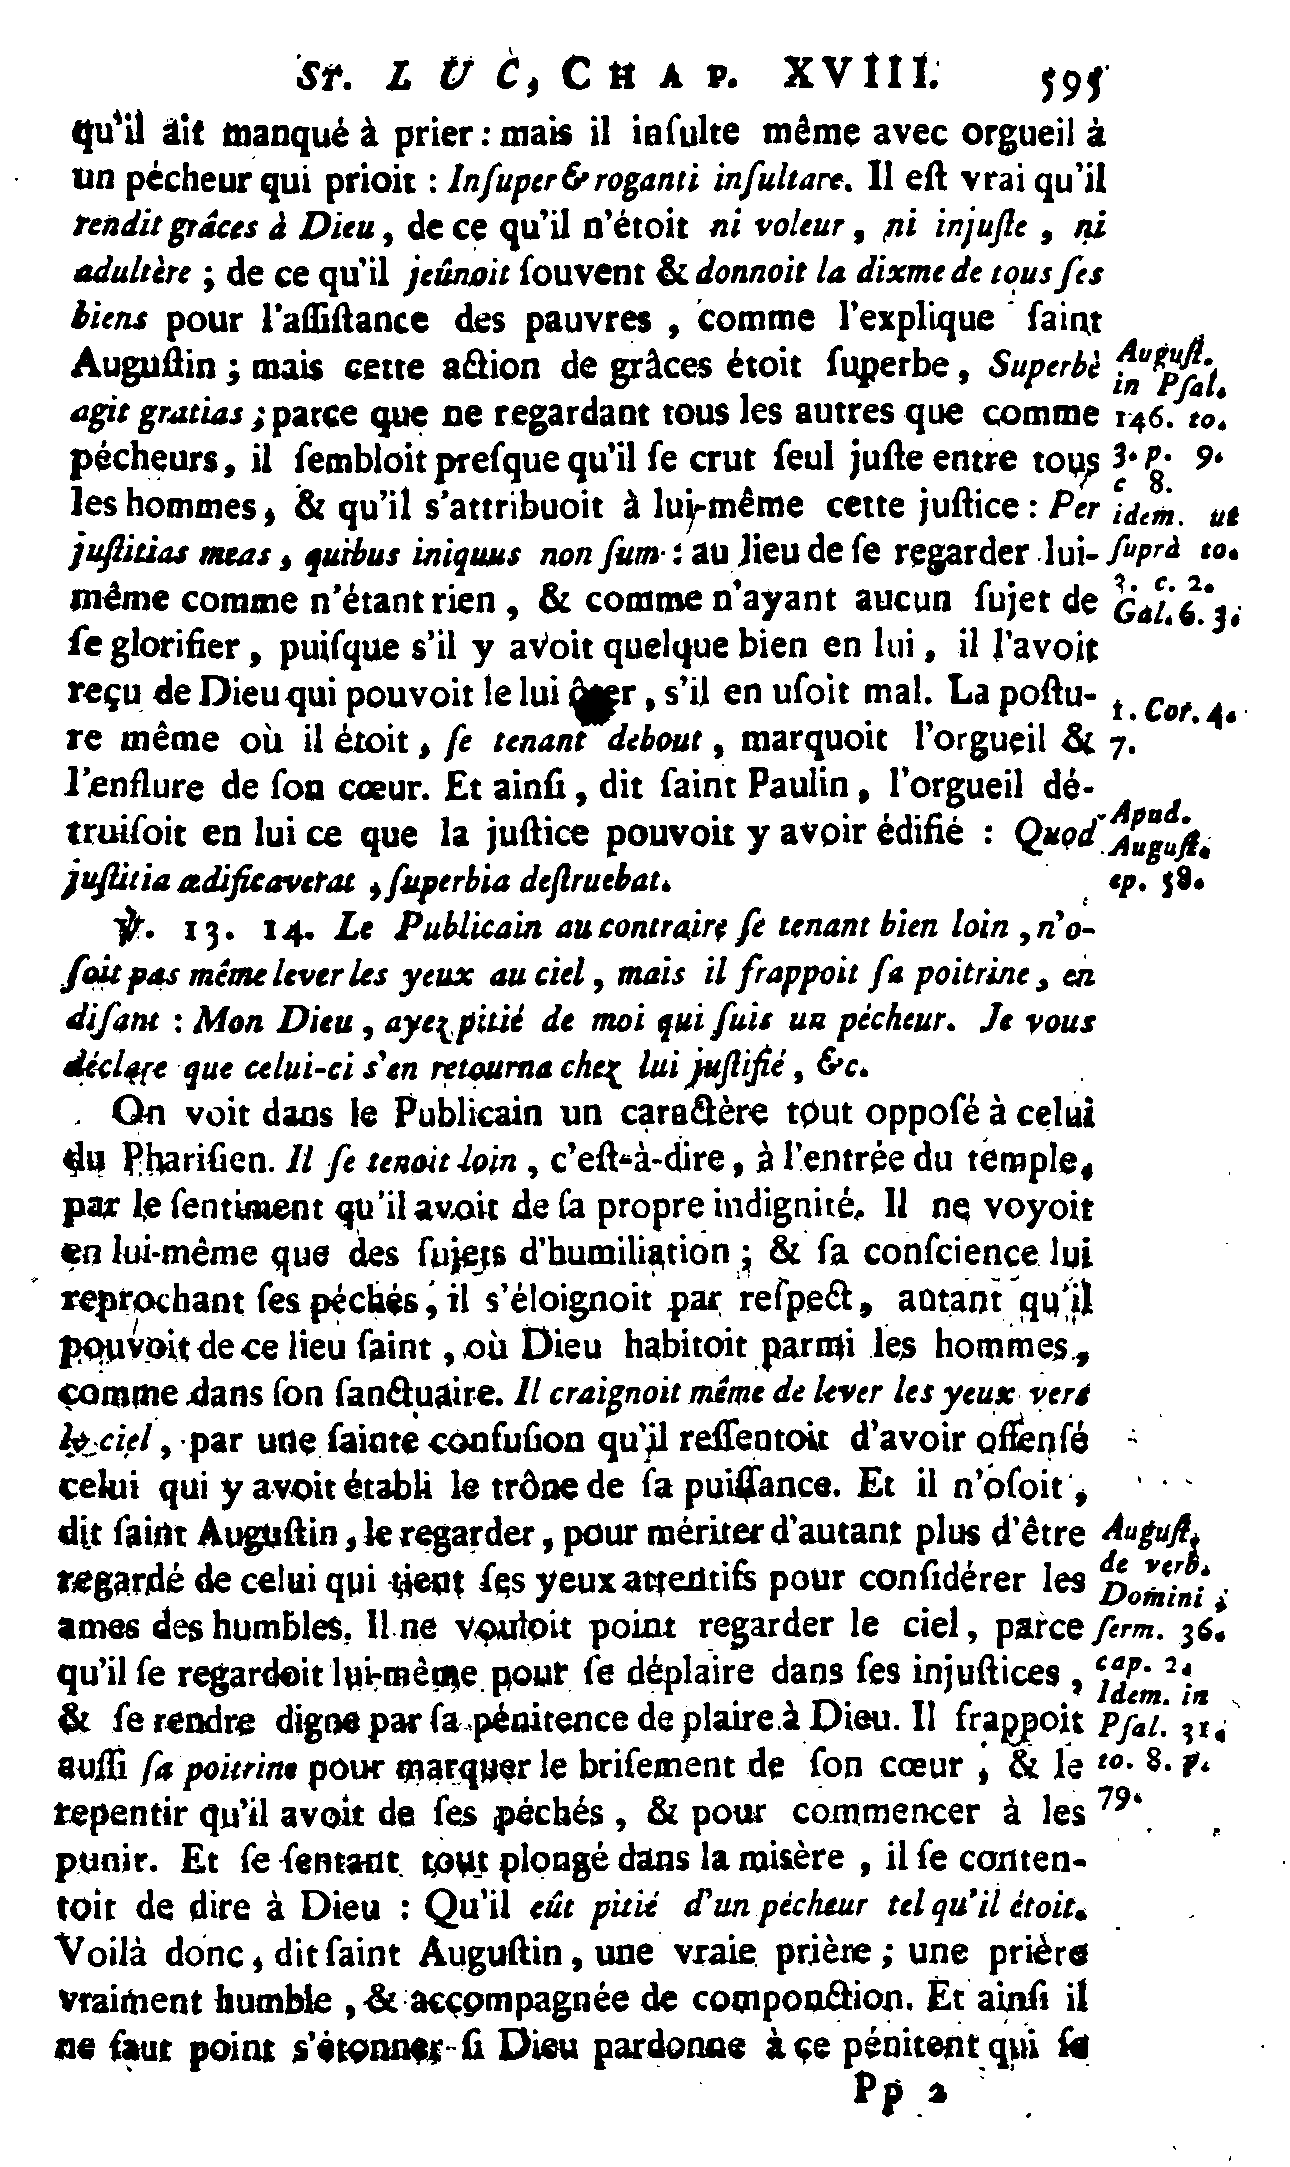 St. LUC, CHAP. XVIII. 595
qu'il ait manqué à prier : mais il inſulte même avec orgueil à
un pécheur qui prioit : Inſuper & roganti inſultare. Il eſt vrai qu'il
rendit grâces à Dieu, de ce qu'il n'étoit ni voleur, ni injuſte, ni
adultère ; de ce qu'il jeûnoit ſouvent & donnoit la dixme de tous ſes
biens pour l'aſſiſtance des pauvres, comme l'explique ſaint
Auguſtin ; mais cette action de grâces étoit ſuperbe, Superbè
agit gratias ; parce que ne regardant tous les autres que comme
pécheurs, il ſembloit preſque qu'il ſe crut ſeul juſte entre tous
les hommes, & qu'il s'attribuoit à lui-même cette juſtice : Per
juſtitias meas, quibus iniquus non ſum : au lieu de ſe regarder lui-
même comme n'étant rien, & comme n'ayant aucun ſujet de
ſe glorifier, puiſque s'il y avoit quelque bien en lui, il l'avoit
reçu de Dieu qui pouvoit le lui ôter, s'il en uſoit mal. La poſtu-
re même où il étoit, ſe tenant debout, marquoit l'orgueil &
l'enflure de ſon cœur. Et ainſi, dit ſaint Paulin, l'orgueil dé-
truiſoit en lui ce que la juſtice pouvoit y avoir édifié : Quod
juſtitia ædificaverat, ſuperbia deſtruebat.
Auguſt.
in Pſal.
146. to.
3. p. 9.
c 8.
idem. ut
ſuprà to.
3. c. 2.
Gal. 6. 3.
1. Cor. 4.
7.
Apud.
Auguſt.
ep. 58.
℣. 13. 14. Le Publicain au contraire ſe tenant bien loin, n'o-
ſoit pas même lever les yeux au ciel, mais il frappoit ſa poitrine, en
diſant : Mon Dieu, ayez pitié de moi qui ſuis un pécheur. Je vous
déclare que celui-ci s'en retourna chez lui juſtifié, &c.
On voit dans le Publicain un caractère tout oppoſé à celui
du Phariſien. Il ſe tenoit loin, c'eſt-à-dire, à l'entrée du temple,
par le ſentiment qu'il avoit de ſa propre indignité. Il ne voyoit
en lui-même que des ſujets d'humiliation ; & ſa conſcience lui
reprochant ſes péchés, il s'éloignoit par reſpect, autant qu'il
pouvoit de ce lieu ſaint, où Dieu habitoit parmi les hommes,
comme dans ſon ſanctuaire. Il craignoit même de lever les yeux vers
le ciel, par une ſainte confuſion qu'il reſſentoit d'avoir offenſé
celui qui y avoit établi le trône de ſa puiſſance. Et il n'oſoit,
dit ſaint Auguſtin, le regarder, pour mériter d'autant plus d'être
regardé de celui qui tient ſes yeux attentifs pour conſidérer les
ames des humbles. Il ne vouloit point regarder le ciel, parce
qu'il ſe regardoit lui-même pour ſe déplaire dans ſes injuſtices,
& ſe rendre digne par ſa pénitence de plaire à Dieu. Il frappoit
auſſi ſa poitrine pour marquer le briſement de ſon cœur, & le
repentir qu'il avoit de ſes péchés, & pour commencer à les
punir. Et ſe ſentant tout plongé dans la misère, il ſe conten-
toit de dire à Dieu : Qu'il eût pitié d'un pécheur tel qu'il étoit.
Voilà donc, dit ſaint Auguſtin, une vraie prière ; une prière
vraiment humble, & accompagnée de componction. Et ainſi il
ne faut point s'étonner ſi Dieu pardonne à ce pénitent qui ſe
Auguſt.
de verb.
Domini ;
ſerm. 36.
cap. 2.
Idem. in
Pſal. 31.
to. 8. p.
79.
Pp 2